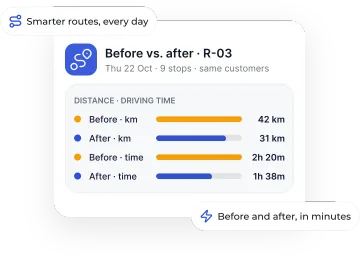 Smarter routes, every day
Before vs. after · R-03
Thu 22 Oct · 9 stops · same customers
DISTANCE · DRIVING TIME
Before · km 42 km
After · km 31 km
Before · time 2h 20m
After · time 1h 38m
Before and after, in minutes